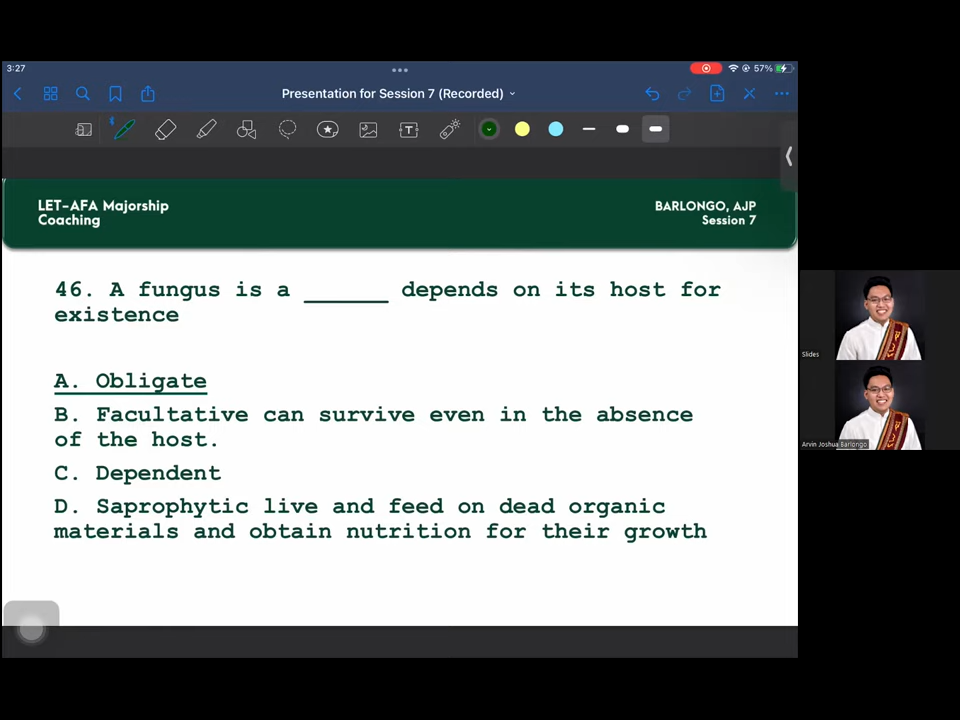 3:27
57%
Presentation for Session 7 (Recorded)
T
LET-AFA Majorship
Coaching
BARLONGO, AJP
Session 7
46. A fungus is a ______ depends on its host for
existence
A. Obligate
B. Facultative can survive even in the absence
of the host.
C. Dependent
D. Saprophytic live and feed on dead organic
materials and obtain nutrition for their growth
Slides
Arvin Joshua Barlongo